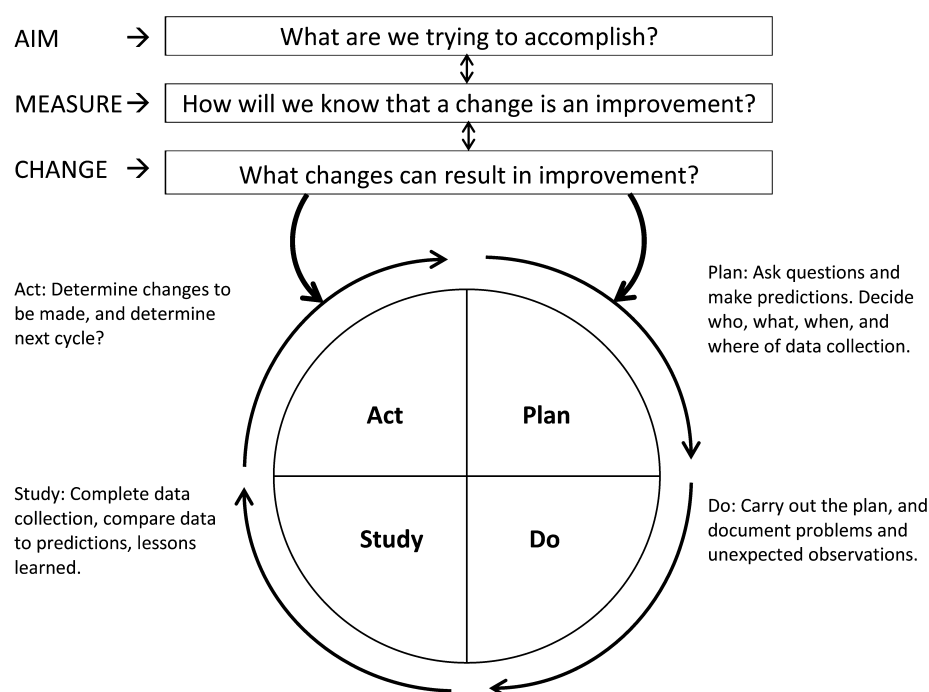 AIM → What are we trying to accomplish?
MEASURE → How will we know that a change is an improvement?
CHANGE → What changes can result in improvement?
Act: Determine changes to
be made, and determine
next cycle?
Plan: Ask questions and
make predictions. Decide
who, what, when, and
where of data collection.
Act
Plan
Study: Complete data
collection, compare data
to predictions, lessons
learned.
Study
Do
Do: Carry out the plan, and
document problems and
unexpected observations.